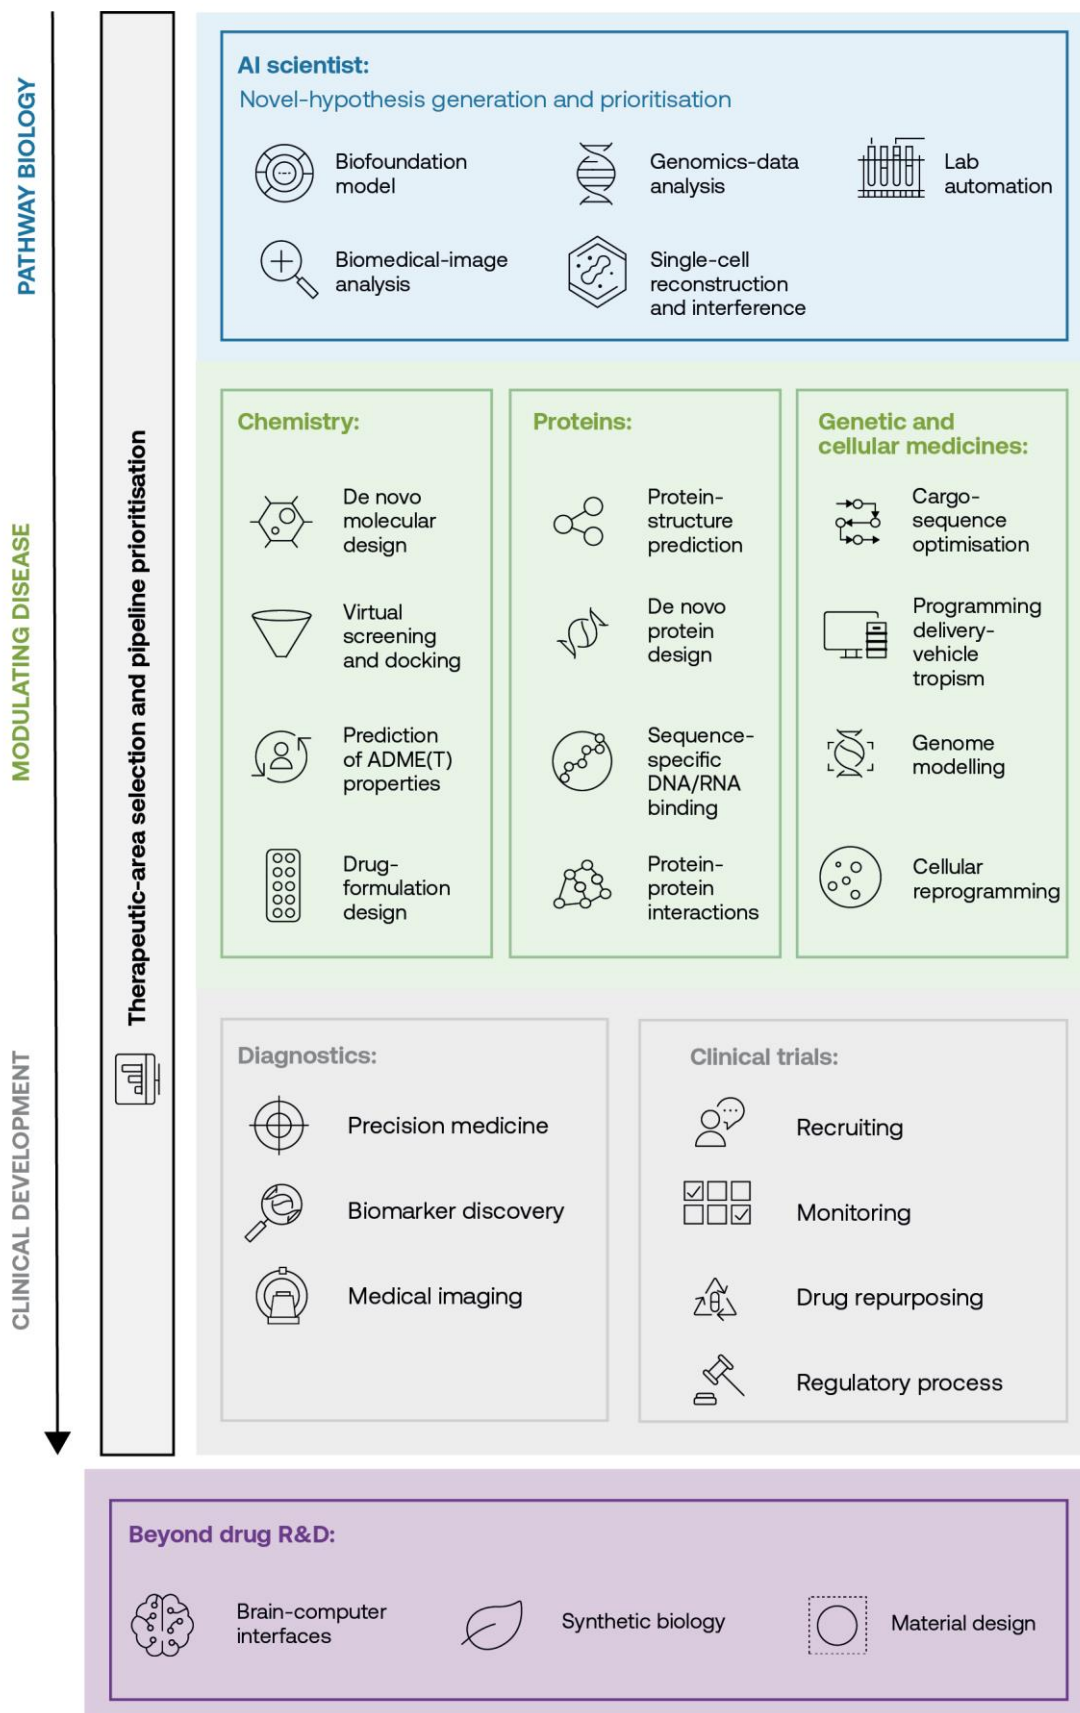 PATHWAY BIOLOGY
MODULATING DISEASE
CLINICAL DEVELOPMENT
Therapeutic-area selection and pipeline prioritisation
AI scientist:
Novel-hypothesis generation and prioritisation
Biofoundation
model
Genomics-data
analysis
Lab
automation
Biomedical-image
analysis
Single-cell
reconstruction
and interference
Chemistry:
De novo
molecular
design
Virtual
screening
and docking
Prediction
of ADME(T)
properties
Drug-
formulation
design
Proteins:
Protein-
structure
prediction
De novo
protein
design
Sequence-
specific
DNA/RNA
binding
Protein-
protein
interactions
Genetic and
cellular medicines:
Cargo-
sequence
optimisation
Programming
delivery-
vehicle
tropism
Genome
modelling
Cellular
reprogramming
Diagnostics:
Precision medicine
Biomarker discovery
Medical imaging
Clinical trials:
Recruiting
Monitoring
Drug repurposing
Regulatory process
Beyond drug R&D:
Brain-computer
interfaces
Synthetic biology
Material design